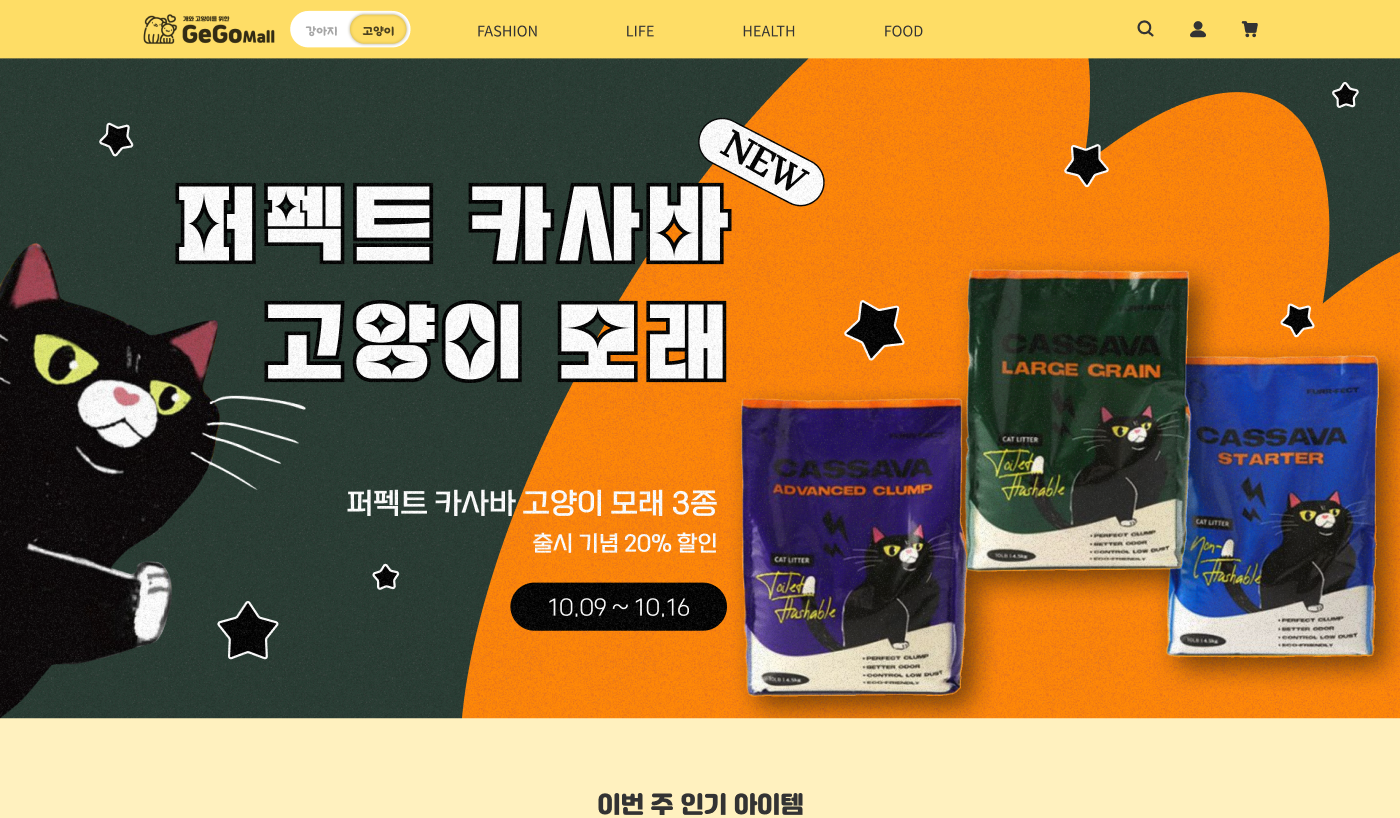 개와 고양이를 위한
GeGoMall
강아지
고양이
FASHION
LIFE
HEALTH
FOOD
NEW
퍼펙트 카사바
고양이 모래
퍼펙트 카사바 고양이 모래 3종
출시 기념 20% 할인
10.09 ~ 10.16
CASSAVA
ADVANCED CLUMP
CAT LITTER
Toilet
Flushable
• PERFECT CLUMP
• BETTER ODOR
• CONTROL LOW DUST
• ECO-FRIENDLY
CASSAVA
LARGE GRAIN
CAT LITTER
Toilet
Flushable
• PERFECT CLUMP
• BETTER ODOR
• CONTROL LOW DUST
• ECO-FRIENDLY
CASSAVA
STARTER
CAT LITTER
Non-
Flushable
• PERFECT CLUMP
• BETTER ODOR
• CONTROL LOW DUST
• ECO-FRIENDLY
이번 주 인기 아이템